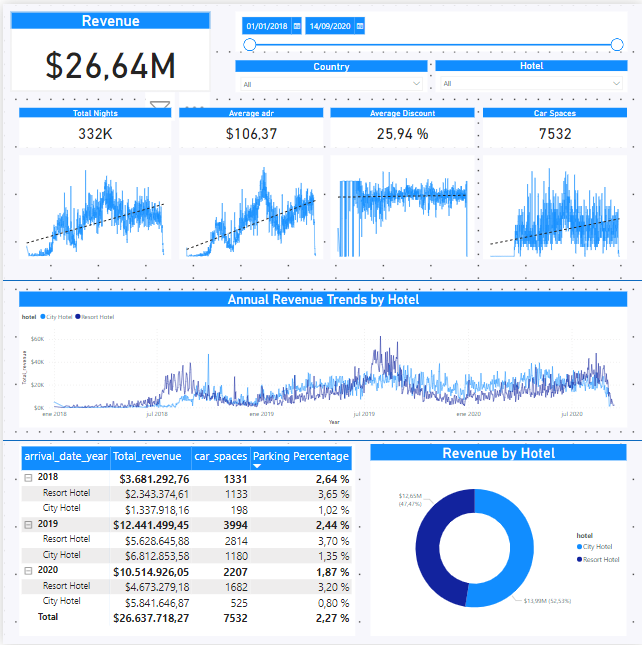 Revenue
$26,64M
01/01/2018 14/09/2020
Country
All
Hotel
All
Total Nights
332K
Average adr
$106,37
Average Discount
25,94 %
Car Spaces
7532
Annual Revenue Trends by Hotel
hotel City Hotel Resort Hotel
Total_revenue
$60K
$40K
$20K
$0K
ene 2018 jul 2018 ene 2019 jul 2019 ene 2020 jul 2020
Year
arrival_date_year Total_revenue car_spaces Parking Percentage
2018 $3.681.292,76 1331 2,64 %
Resort Hotel $2.343.374,61 1133 3,65 %
City Hotel $1.337.918,16 198 1,02 %
2019 $12.441.499,45 3994 2,44 %
Resort Hotel $5.628.645,88 2814 3,70 %
City Hotel $6.812.853,58 1180 1,35 %
2020 $10.514.926,05 2207 1,87 %
Resort Hotel $4.673.279,18 1682 3,20 %
City Hotel $5.841.646,87 525 0,80 %
Total $26.637.718,27 7532 2,27 %
Revenue by Hotel
$12,65M
(47,47%)
$13,99M (52,53%)
hotel
City Hotel
Resort Hotel